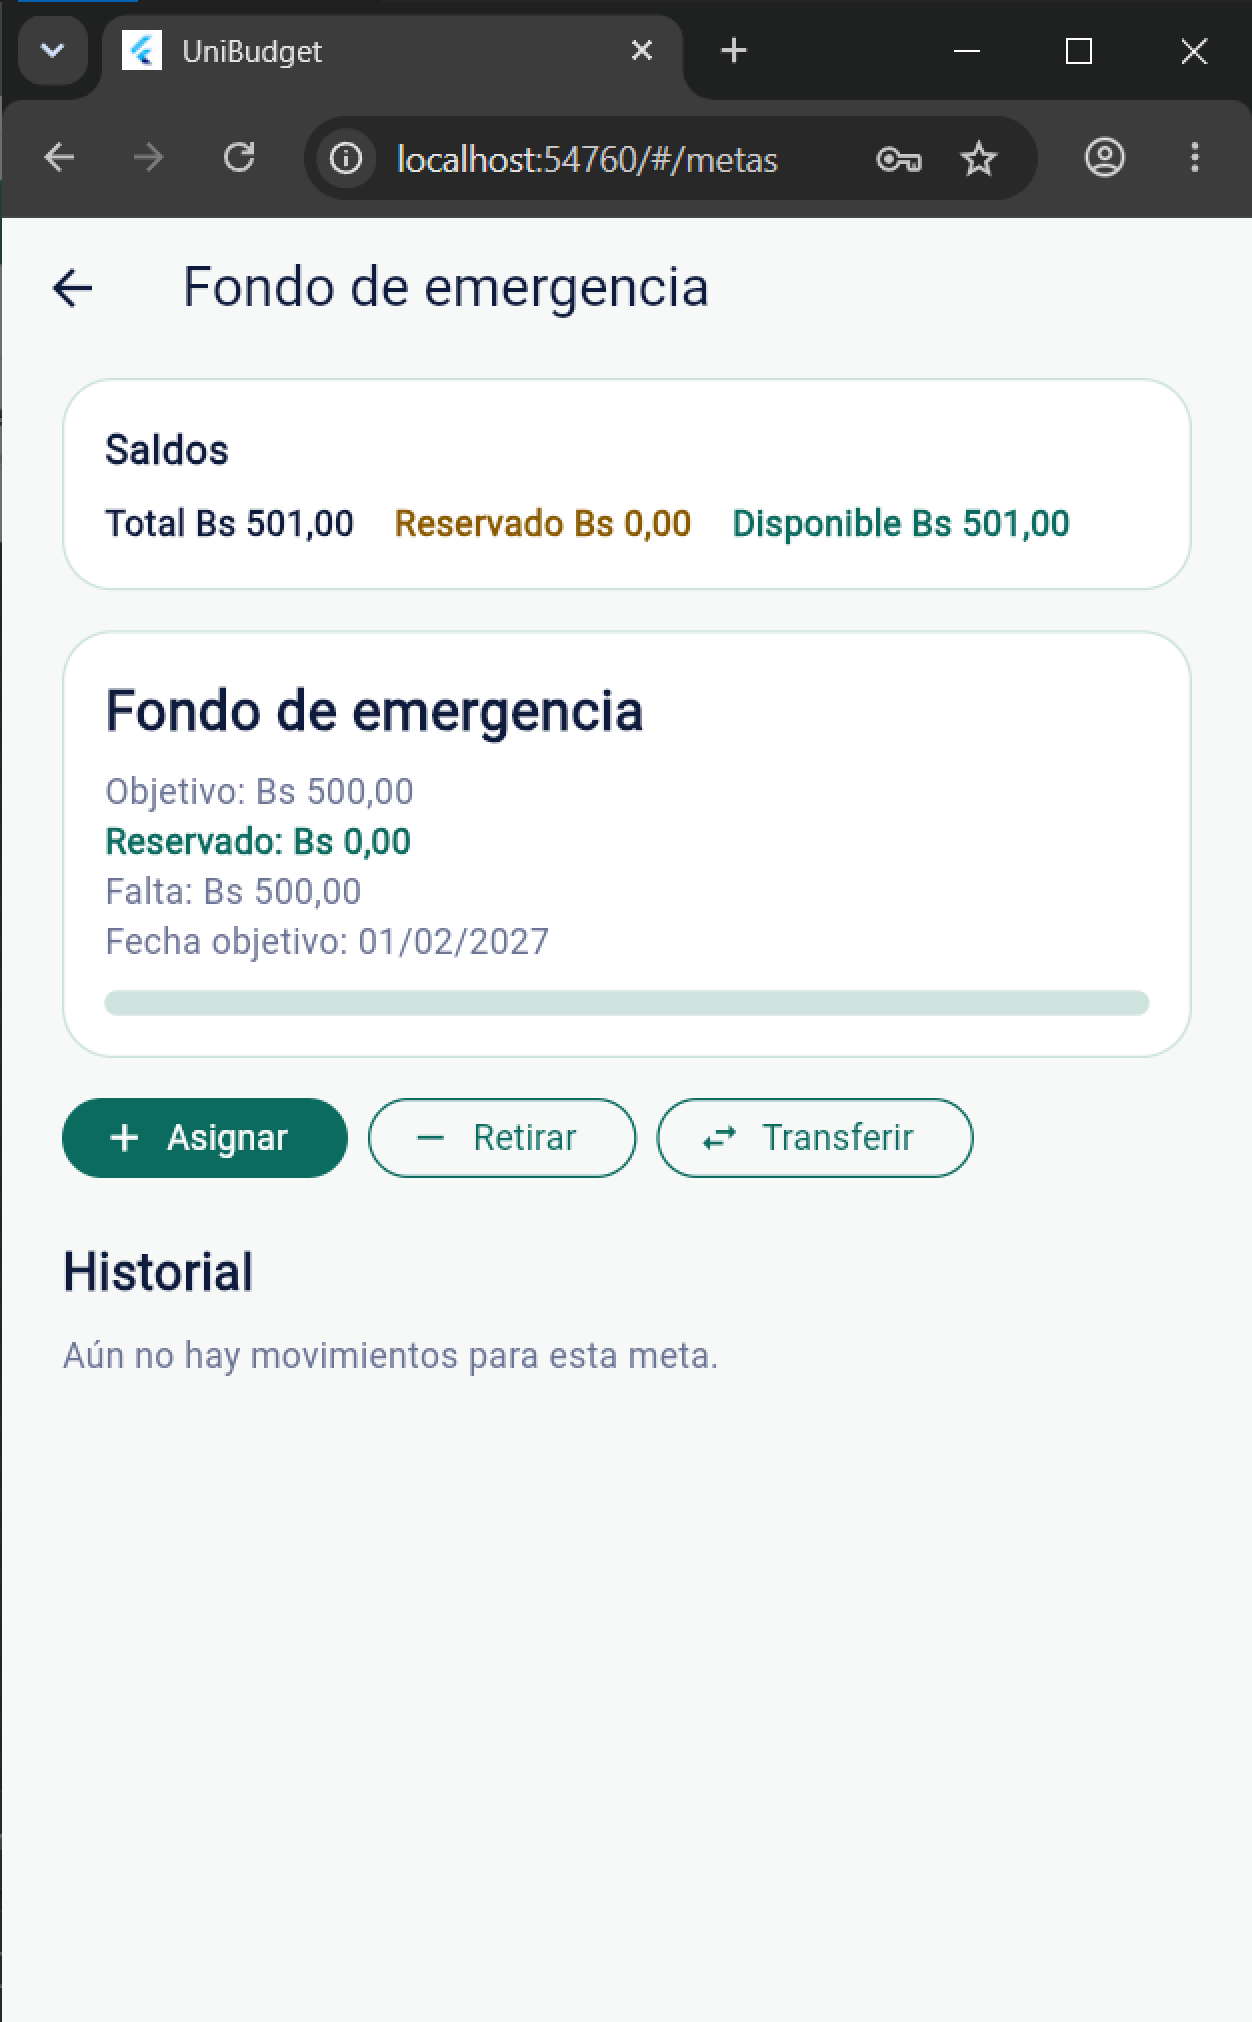 UniBudget
localhost:54760/#/metas
Fondo de emergencia
Saldos
Total Bs 501,00 Reservado Bs 0,00 Disponible Bs 501,00
Fondo de emergencia
Objetivo: Bs 500,00
Reservado: Bs 0,00
Falta: Bs 500,00
Fecha objetivo: 01/02/2027
Asignar Retirar Transferir
Historial
Aún no hay movimientos para esta meta.